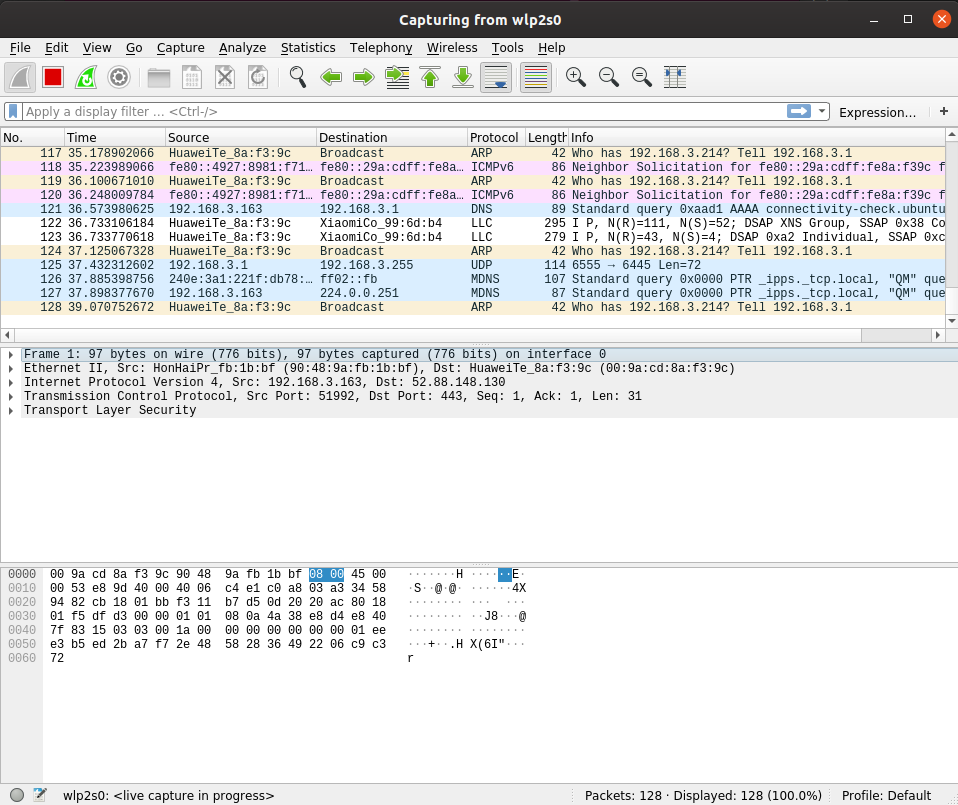 Capturing from wlp2s0
File Edit View Go Capture Analyze Statistics Telephony Wireless Tools Help
Apply a display filter ... <Ctrl-/> Expression… +
No. Time Source Destination Protocol Length Info
117 35.178902066 HuaweiTe_8a:f3:9c Broadcast ARP 42 Who has 192.168.3.214? Tell 192.168.3.1
118 35.223989066 fe80::4927:8981:f71… fe80::29a:cdff:fe8a… ICMPv6 86 Neighbor Solicitation for fe80::29a:cdff:fe8a:f39c f
119 36.100671010 HuaweiTe_8a:f3:9c Broadcast ARP 42 Who has 192.168.3.214? Tell 192.168.3.1
120 36.248009784 fe80::4927:8981:f71… fe80::29a:cdff:fe8a… ICMPv6 86 Neighbor Solicitation for fe80::29a:cdff:fe8a:f39c f
121 36.573980625 192.168.3.163 192.168.3.1 DNS 89 Standard query 0xaad1 AAAA connectivity-check.ubuntu
122 36.733106184 HuaweiTe_8a:f3:9c XiaomiCo_99:6d:b4 LLC 295 I P, N(R)=111, N(S)=52; DSAP XNS Group, SSAP 0x38 Co
123 36.733770618 HuaweiTe_8a:f3:9c XiaomiCo_99:6d:b4 LLC 279 I P, N(R)=43, N(S)=4; DSAP 0xa2 Individual, SSAP 0xc
124 37.125067328 HuaweiTe_8a:f3:9c Broadcast ARP 42 Who has 192.168.3.214? Tell 192.168.3.1
125 37.432312602 192.168.3.1 192.168.3.255 UDP 114 6555 → 6445 Len=72
126 37.885398756 240e:3a1:221f:db78:… ff02::fb MDNS 107 Standard query 0x0000 PTR _ipps._tcp.local, "QM" que
127 37.898377670 192.168.3.163 224.0.0.251 MDNS 87 Standard query 0x0000 PTR _ipps._tcp.local, "QM" que
128 39.070752672 HuaweiTe_8a:f3:9c Broadcast ARP 42 Who has 192.168.3.214? Tell 192.168.3.1
Frame 1: 97 bytes on wire (776 bits), 97 bytes captured (776 bits) on interface 0
Ethernet II, Src: HonHaiPr_fb:1b:bf (90:48:9a:fb:1b:bf), Dst: HuaweiTe_8a:f3:9c (00:9a:cd:8a:f3:9c)
Internet Protocol Version 4, Src: 192.168.3.163, Dst: 52.88.148.130
Transmission Control Protocol, Src Port: 51992, Dst Port: 443, Seq: 1, Ack: 1, Len: 31
Transport Layer Security
0000 00 9a cd 8a f3 9c 90 48 9a fb 1b bf 08 00 45 00 ·······H ······E·
0010 00 53 e8 9d 40 00 40 06 c4 e1 c0 a8 03 a3 34 58 ·S··@·@· ······4X
0020 94 82 cb 18 01 bb f3 11 b7 d5 0d 20 20 ac 80 18 ········ ···  ···
0030 01 f5 df d3 00 00 01 01 08 0a 4a 38 e8 d4 e8 40 ········ ··J8···@
0040 7f 83 15 03 03 00 1a 00 00 00 00 00 00 00 01 ee ········ ········
0050 e3 b5 ed 2b a7 f7 2e 48 58 28 36 49 22 06 c9 c3 ···+··.H X(6I"···
0060 72 r
wlp2s0: <live capture in progress> Packets: 128 · Displayed: 128 (100.0%) Profile: Default